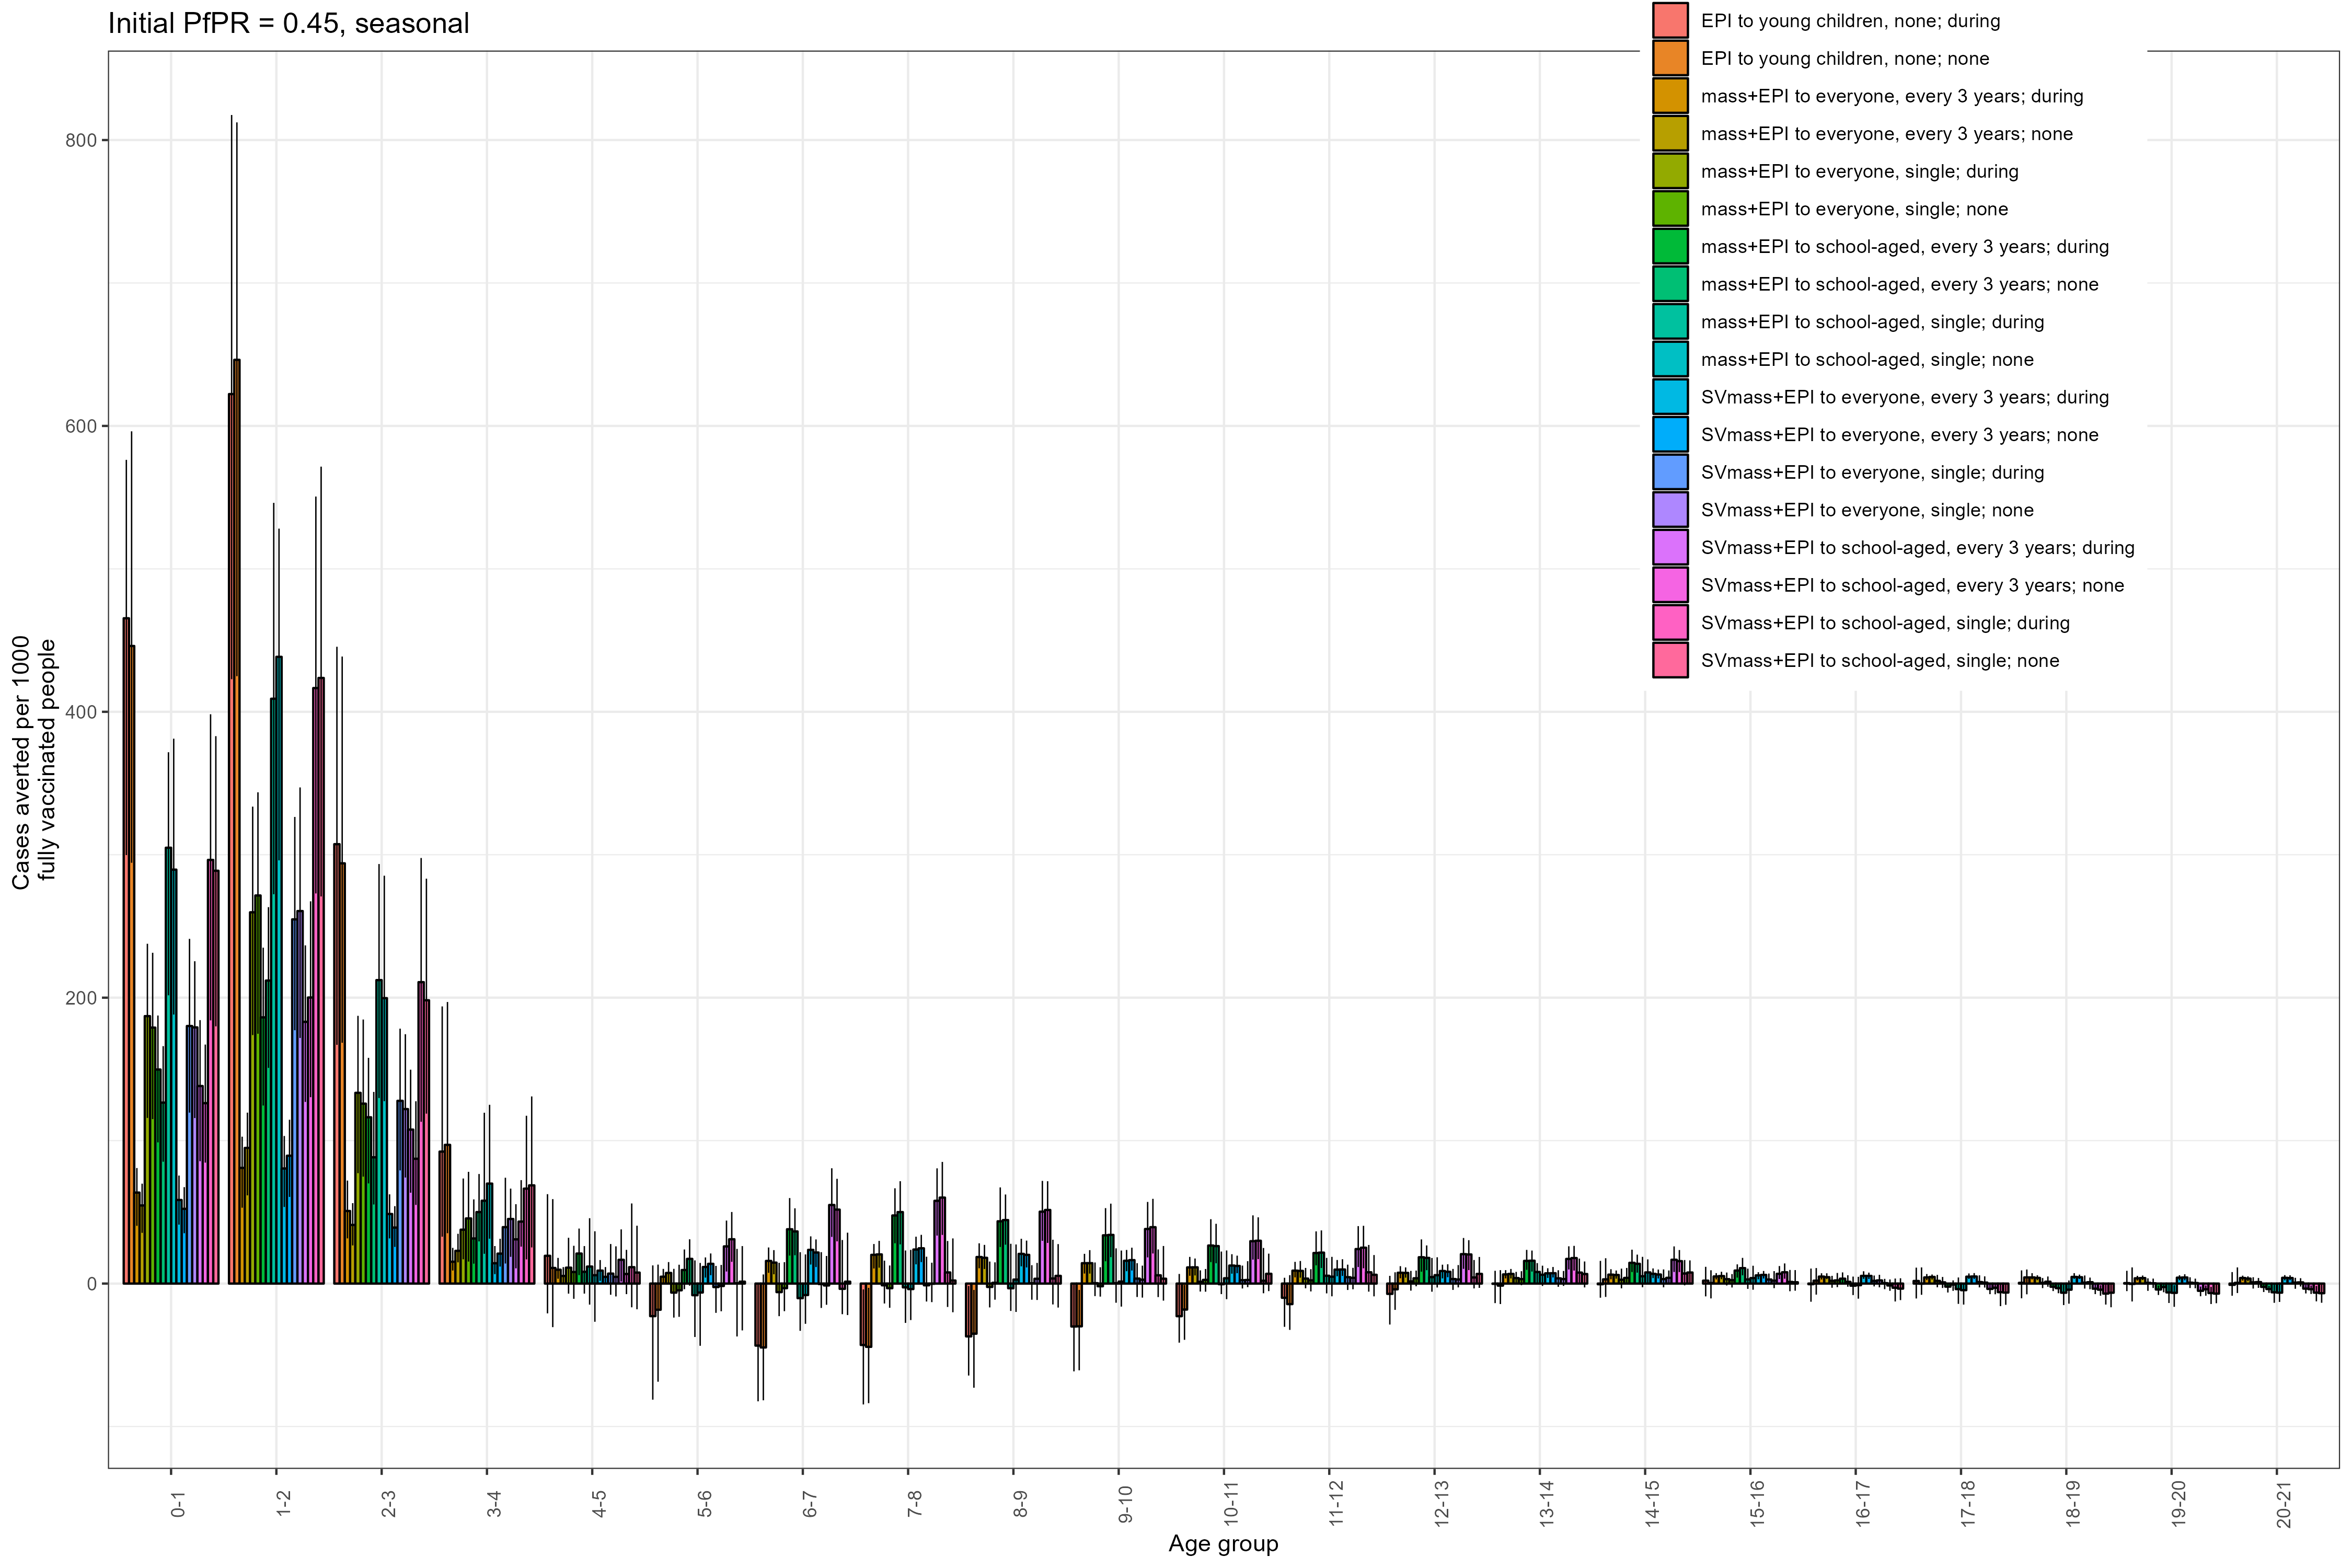 Initial PfPR = 0.45, seasonal
EPI to young children, none; during
EPI to young children, none; none
mass+EPI to everyone, every 3 years; during
mass+EPI to everyone, every 3 years; none
mass+EPI to everyone, single; during
mass+EPI to everyone, single; none
mass+EPI to school-aged, every 3 years; during
mass+EPI to school-aged, every 3 years; none
mass+EPI to school-aged, single; during
mass+EPI to school-aged, single; none
SVmass+EPI to everyone, every 3 years; during
SVmass+EPI to everyone, every 3 years; none
SVmass+EPI to everyone, single; during
SVmass+EPI to everyone, single; none
SVmass+EPI to school-aged, every 3 years; during
SVmass+EPI to school-aged, every 3 years; none
SVmass+EPI to school-aged, single; during
SVmass+EPI to school-aged, single; none
Cases averted per 1000
fully vaccinated people
800
600
400
200
0
0-1
1-2
2-3
3-4
4-5
5-6
6-7
7-8
8-9
9-10
10-11
11-12
12-13
13-14
14-15
15-16
16-17
17-18
18-19
19-20
20-21
Age group